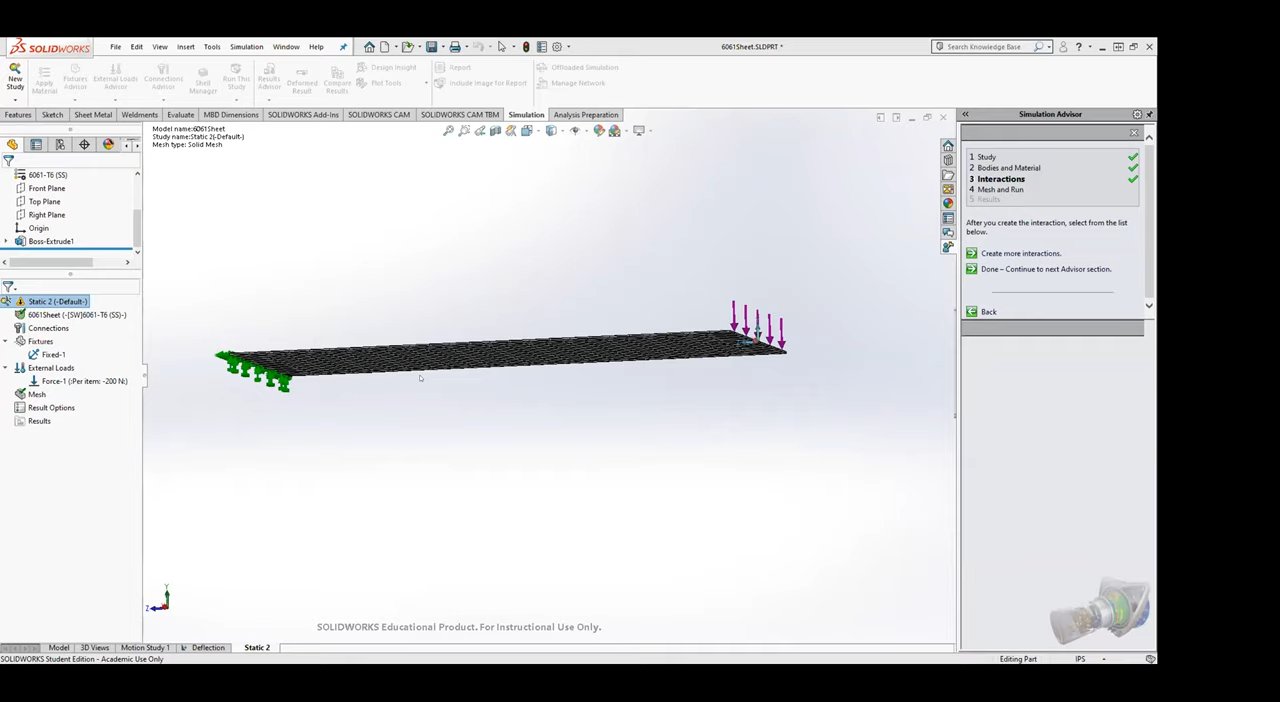 SOLIDWORKS File Edit View Insert Tools Simulation Window Help 6061Sheet.SLDPRT * Search Knowledge Base ?
New Study
Apply Material
Fixtures Advisor
External Loads Advisor
Connections Advisor
Shell Manager
Run This Study
Results Advisor
Deformed Result
Compare Results
Design Insight
Plot Tools
Report
Include Image for Report
Offloaded Simulation
Manage Network
Features Sketch Sheet Metal Weldments Evaluate MBD Dimensions SOLIDWORKS Add-Ins SOLIDWORKS CAM SOLIDWORKS CAM TBM Simulation Analysis Preparation
Model name:6061Sheet
Study name:Static 2(-Default-)
Mesh type: Solid Mesh
6061-T6 (SS)
Front Plane
Top Plane
Right Plane
Origin
Boss-Extrude1
Static 2 (-Default-)
6061Sheet (-[SW]6061-T6 (SS)-)
Connections
Fixtures
Fixed-1
External Loads
Force-1 (:Per item: -200 N:)
Mesh
Result Options
Results
Simulation Advisor
1 Study
2 Bodies and Material
3 Interactions
4 Mesh and Run
5 Results
After you create the interaction, select from the list
below.
Create more interactions.
Done – Continue to next Advisor section.
Back
Y
Z
SOLIDWORKS Educational Product. For Instructional Use Only.
Model 3D Views Motion Study 1 Deflection Static 2
SOLIDWORKS Student Edition - Academic Use Only Editing Part IPS